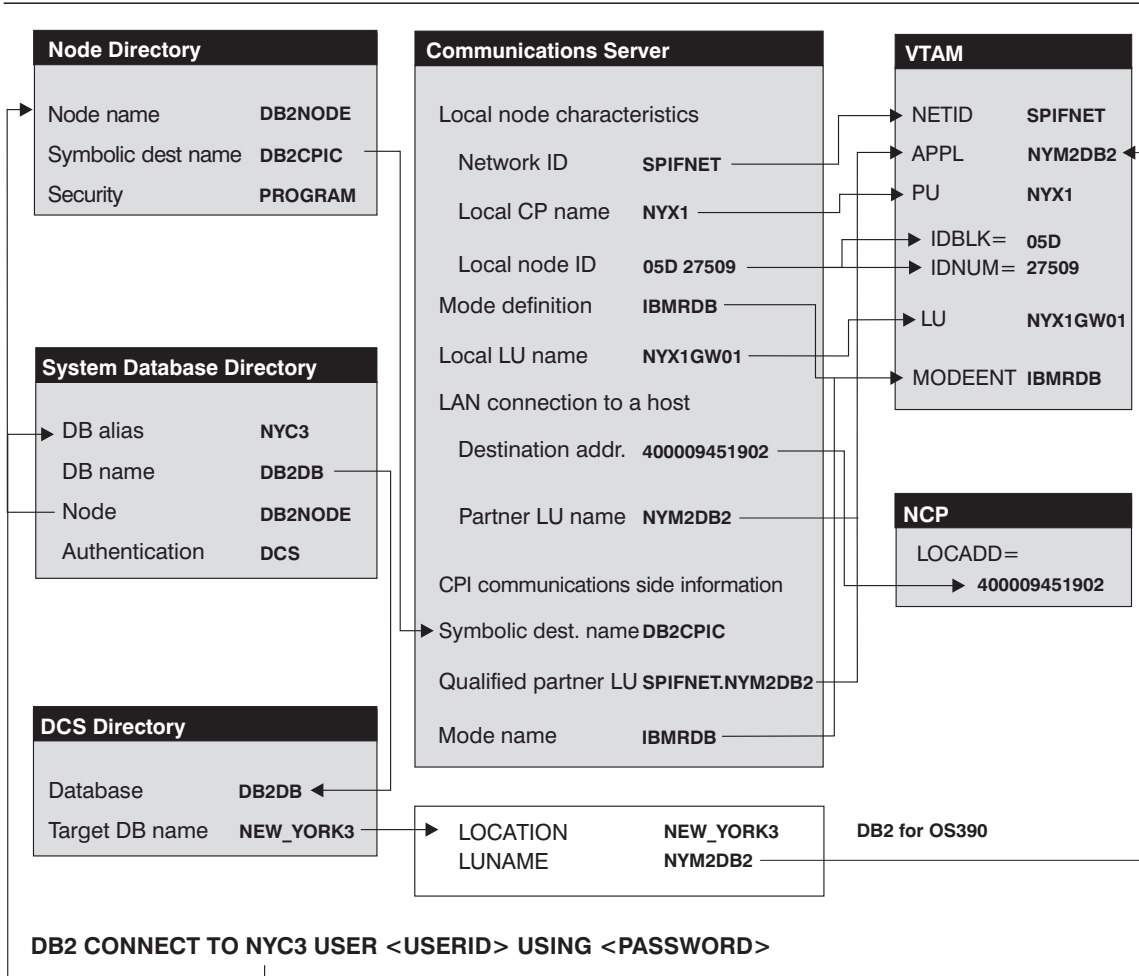 Node Directory
Node name DB2NODE
Symbolic dest name DB2CPIC
Security PROGRAM
System Database Directory
DB alias NYC3
DB name DB2DB
Node DB2NODE
Authentication DCS
DCS Directory
Database DB2DB
Target DB name NEW_YORK3
Communications Server
Local node characteristics
Network ID SPIFNET
Local CP name NYX1
Local node ID 05D 27509
Mode definition IBMRDB
Local LU name NYX1GW01
LAN connection to a host
Destination addr. 400009451902
Partner LU name NYM2DB2
CPI communications side information
Symbolic dest. name DB2CPIC
Qualified partner LU SPIFNET.NYM2DB2
Mode name IBMRDB
LOCATION NEW_YORK3
LUNAME NYM2DB2
DB2 for OS390
VTAM
NETID SPIFNET
APPL NYM2DB2
PU NYX1
IDBLK= 05D
IDNUM= 27509
LU NYX1GW01
MODEENT IBMRDB
NCP
LOCADD=
400009451902
DB2 CONNECT TO NYC3 USER <USERID> USING <PASSWORD>